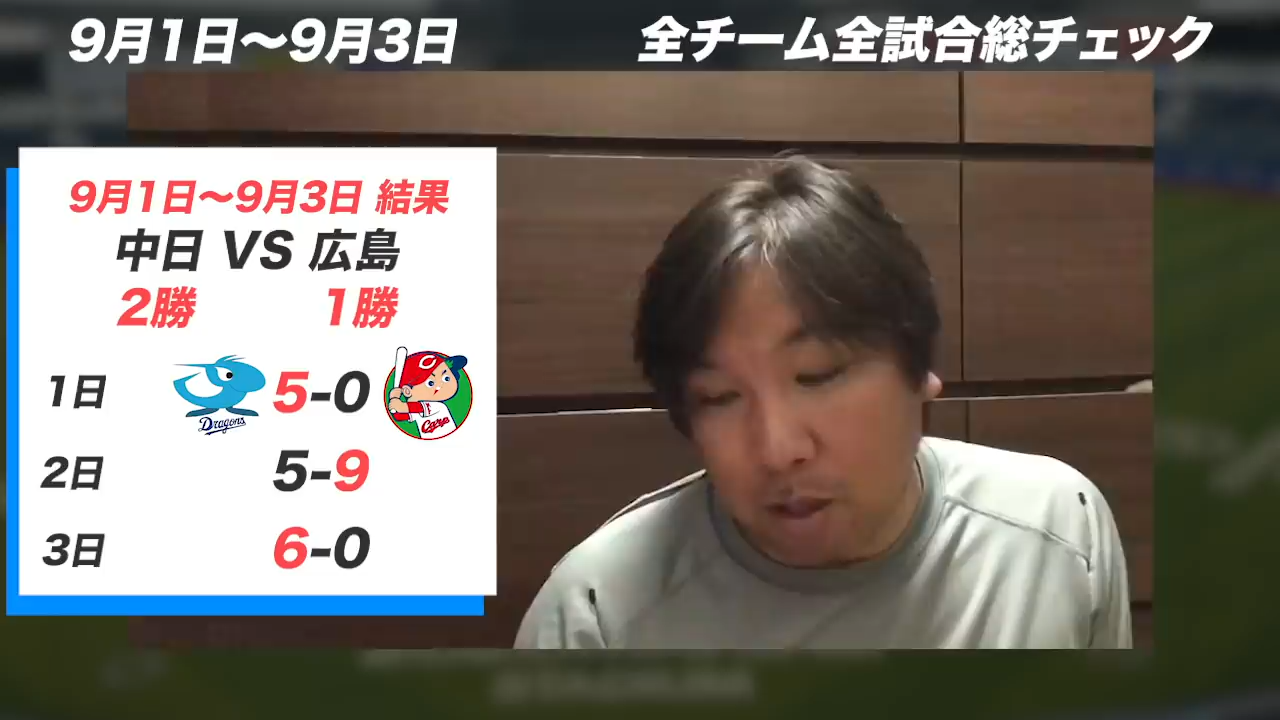 9月1日～9月3日
全チーム全試合総チェック
9月1日～9月3日 結果
中日 VS 広島
2勝 1勝
1日 Dragons 5-0 C Carp
2日 5-9
3日 6-0